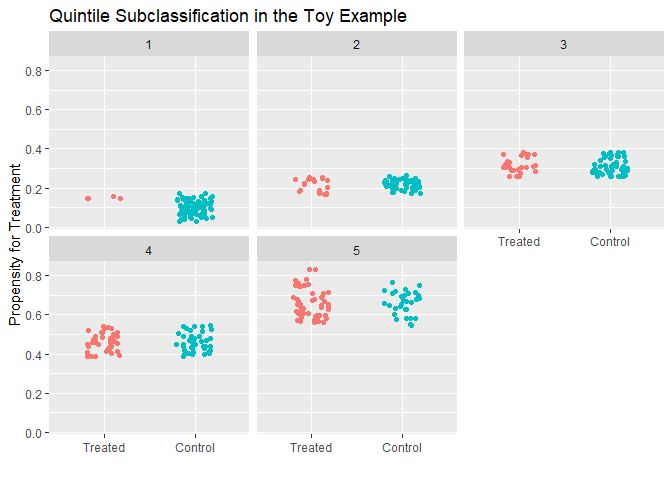 Quintile Subclassification in the Toy Example
Propensity for Treatment
1
2
3
0.8
0.6
0.4
0.2
0.0
Treated
Control
4
5
0.8
0.6
0.4
0.2
0.0
Treated
Control
Treated
Control